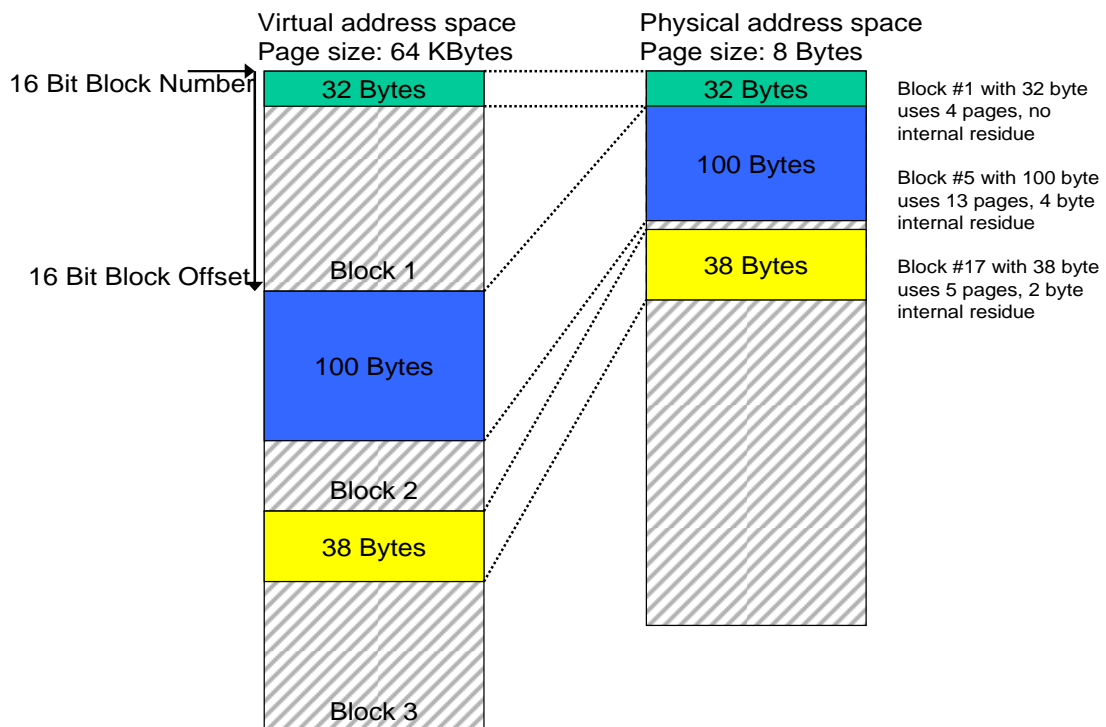 Virtual address space
Page size: 64 KBytes
Physical address space
Page size: 8 Bytes
16 Bit Block Number
32 Bytes
32 Bytes
Block #1 with 32 byte
uses 4 pages, no
internal residue
100 Bytes
Block #5 with 100 byte
uses 13 pages, 4 byte
internal residue
16 Bit Block Offset
Block 1
38 Bytes
Block #17 with 38 byte
uses 5 pages, 2 byte
internal residue
100 Bytes
Block 2
38 Bytes
Block 3